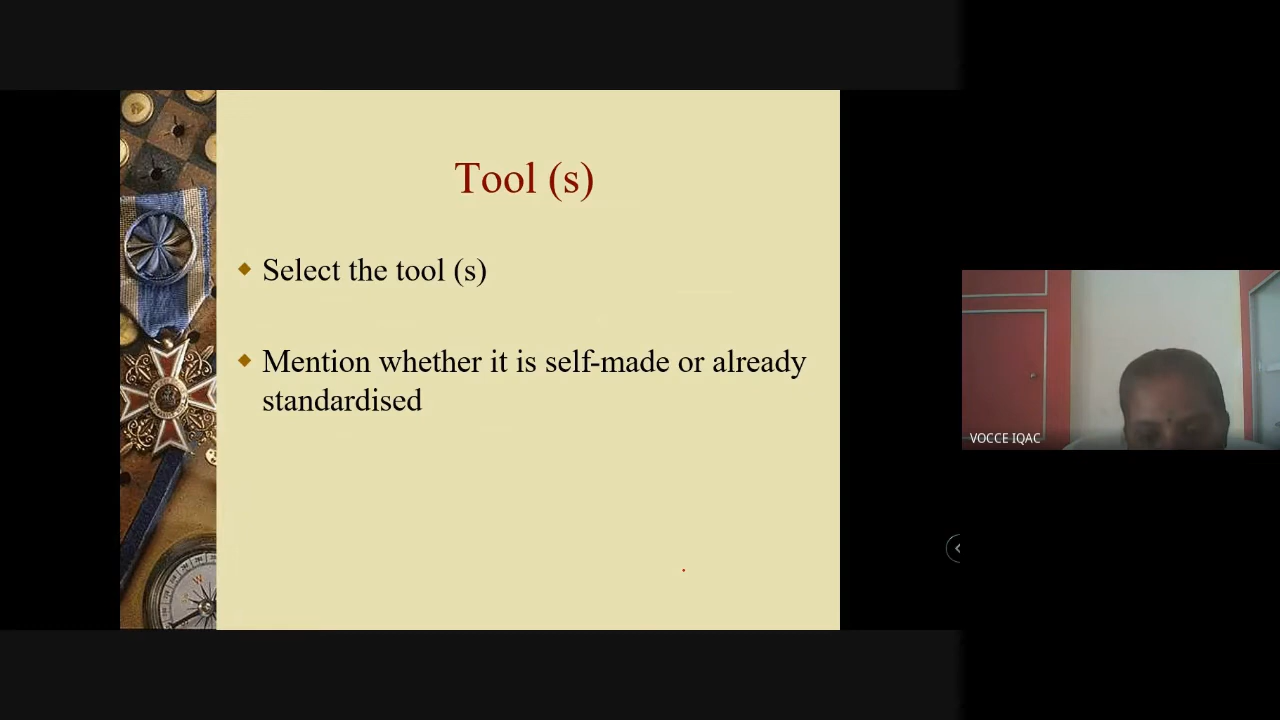 Tool (s)
Select the tool (s)
Mention whether it is self-made or already
standardised
VOCCE IQAC